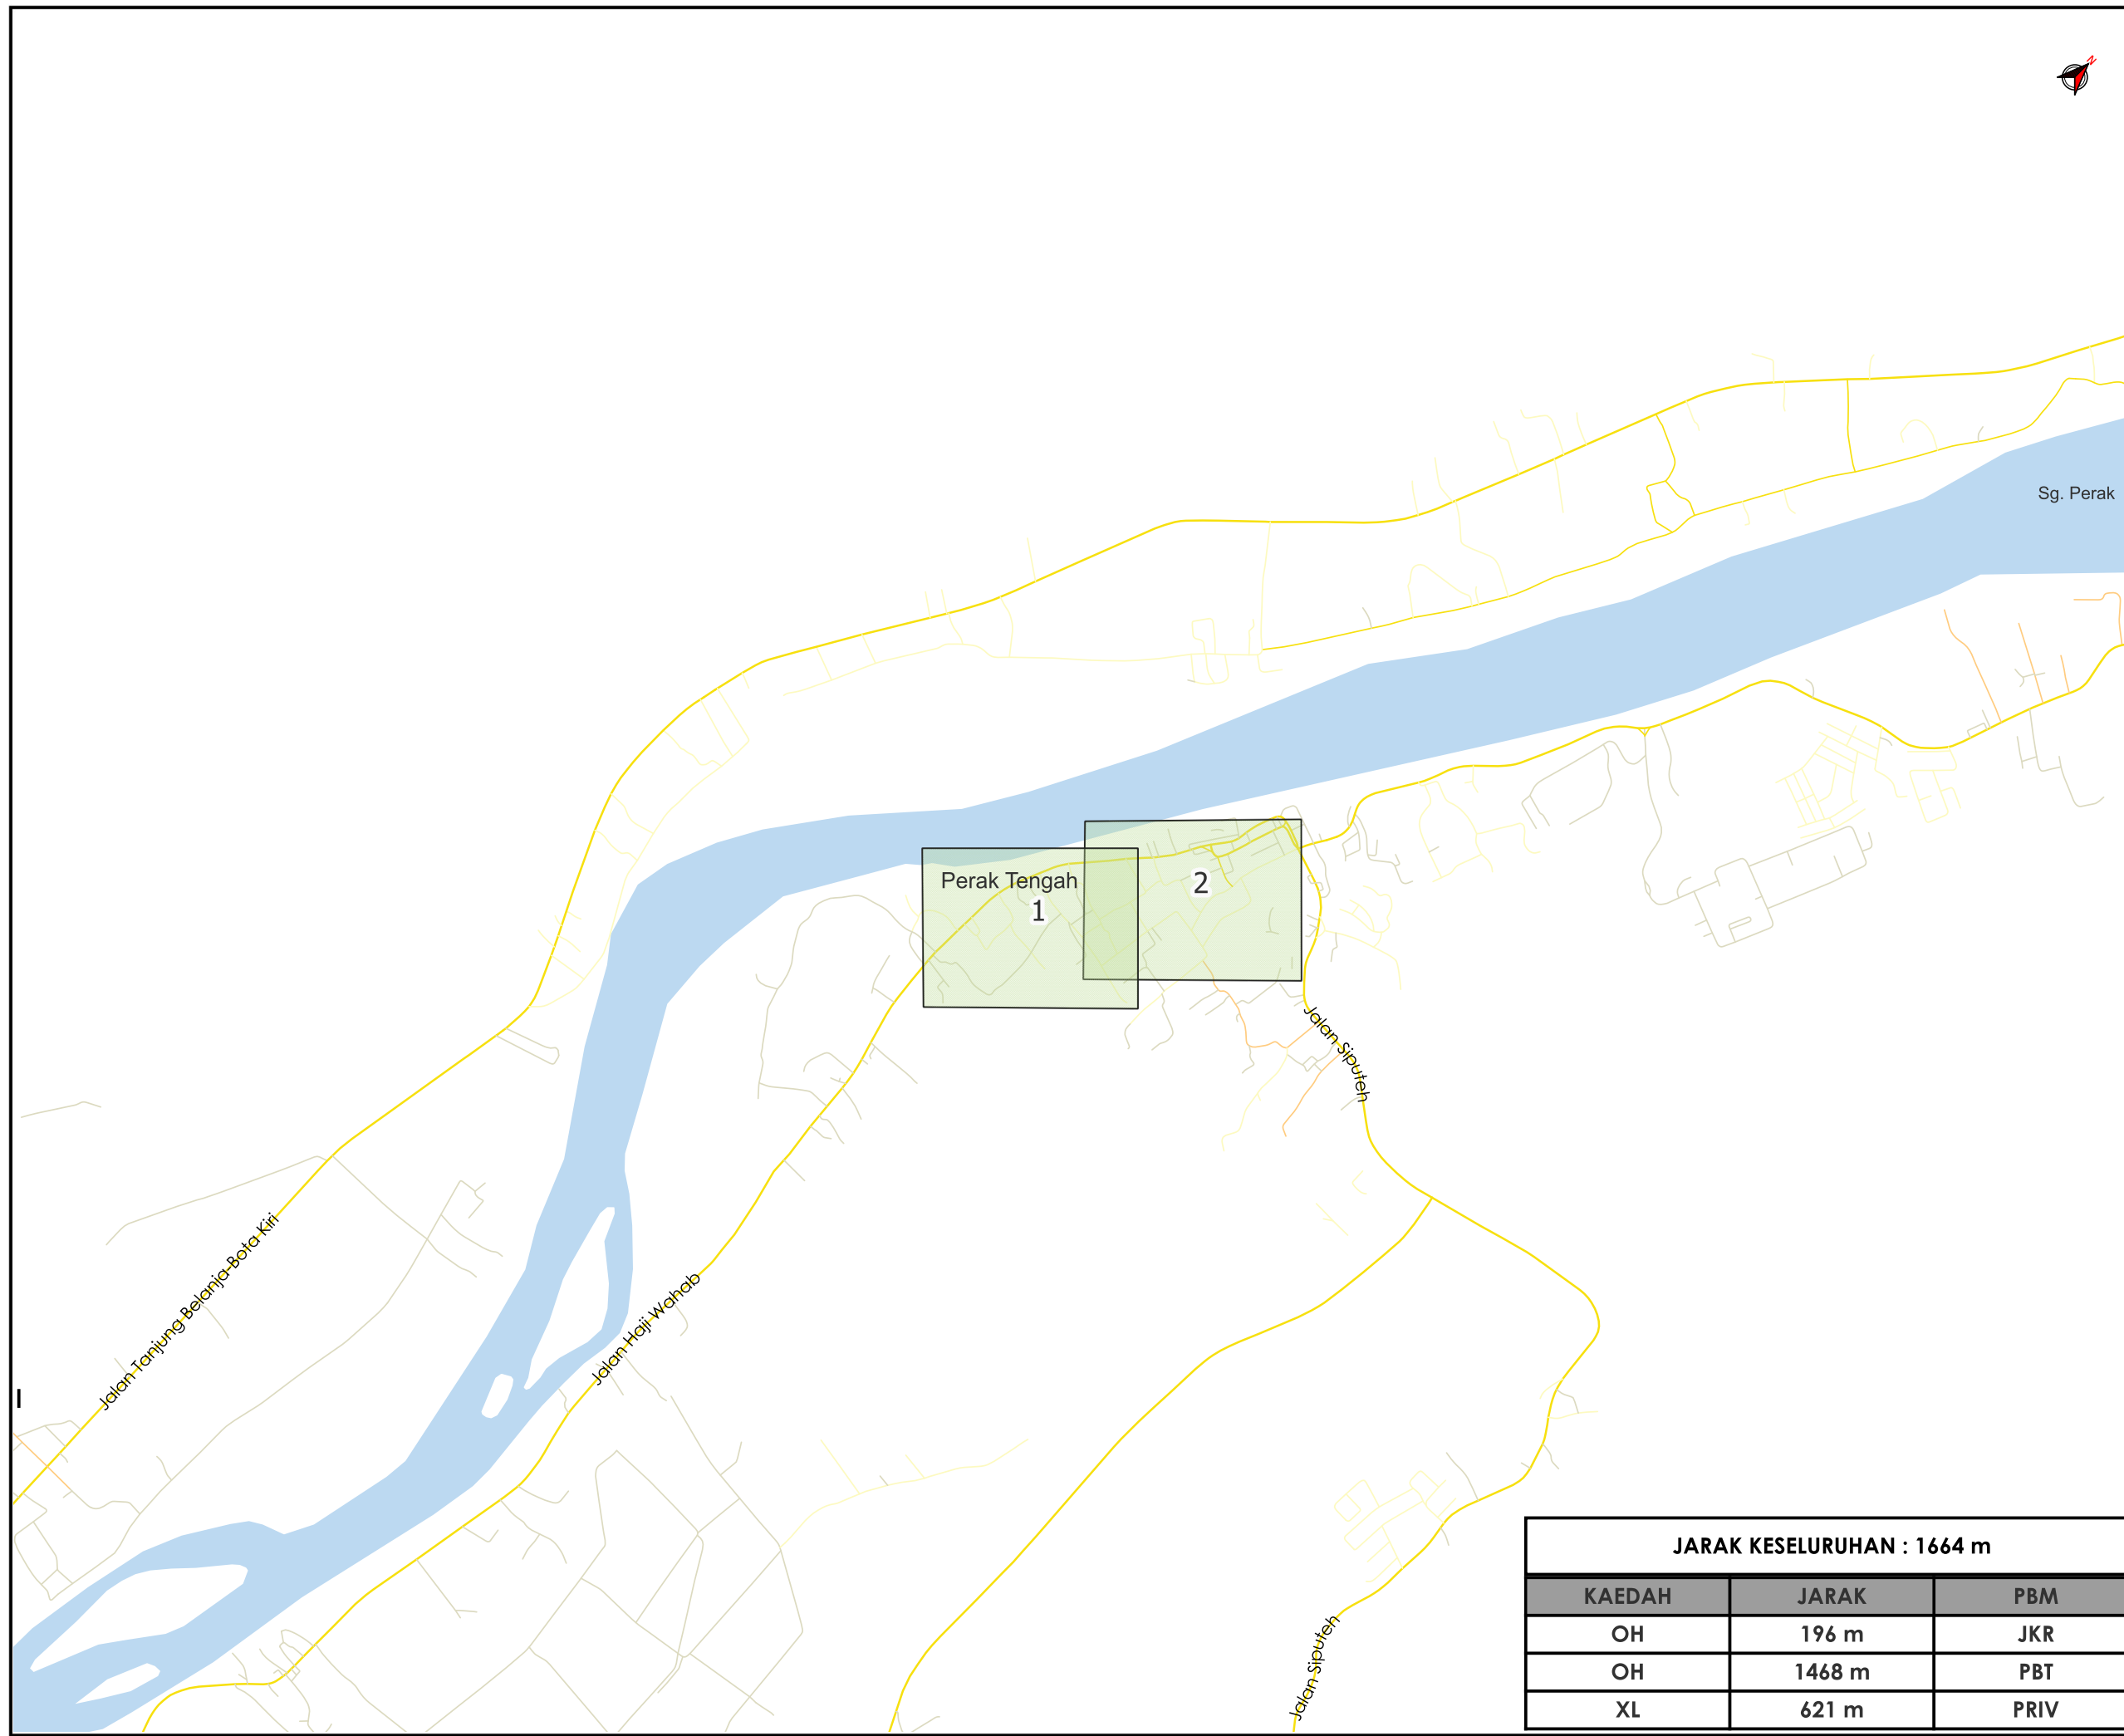 N
Sg. Perak
Perak Tengah
1
2
Jalan Siputeh
Jalan Tanjung Belanja-Bota Kiri
Jalan Haji Wahab
Jalan Siputeh
JARAK KESELURUHAN : 1664 m
KAEDAH JARAK PBM
OH 196 m JKR
OH 1468 m PBT
XL 621 m PRIV